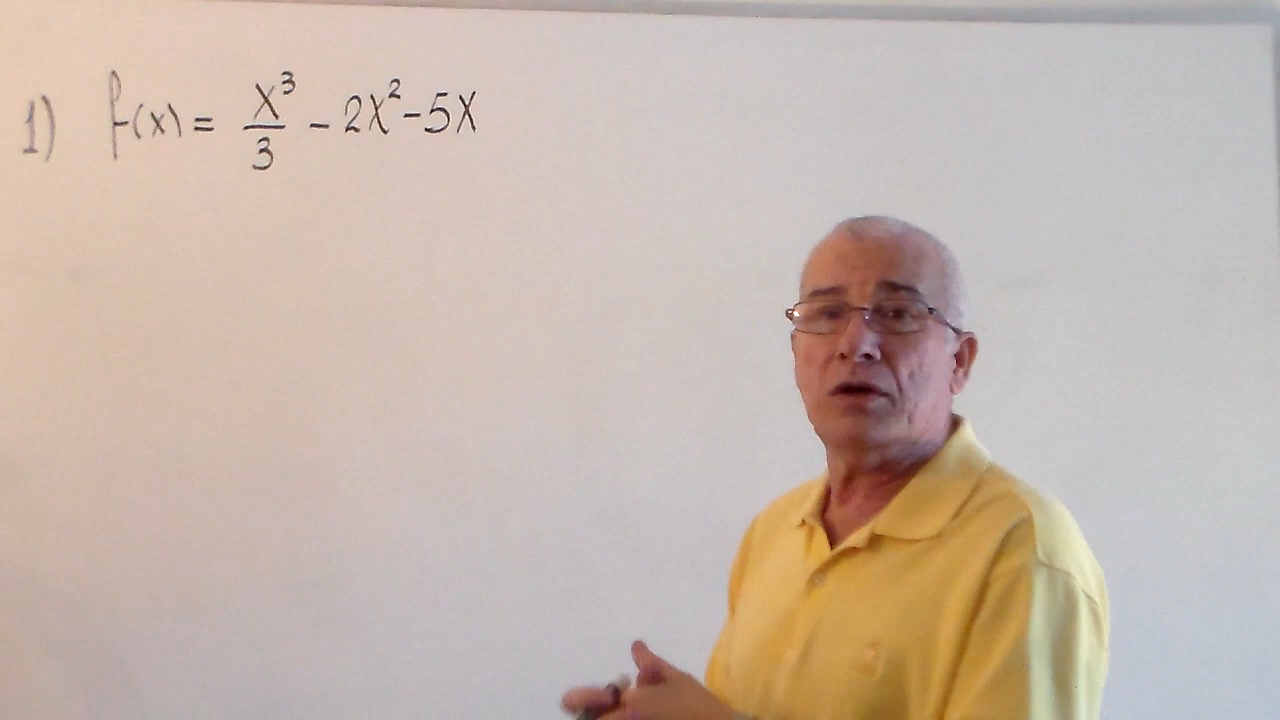 1) f(x) = x³/3 - 2x² - 5x